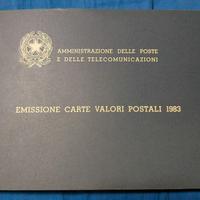 AMMINISTRAZIONE DELLE POSTE
E DELLE TELECOMUNICAZIONI
EMISSIONE CARTE VALORI POSTALI 1983